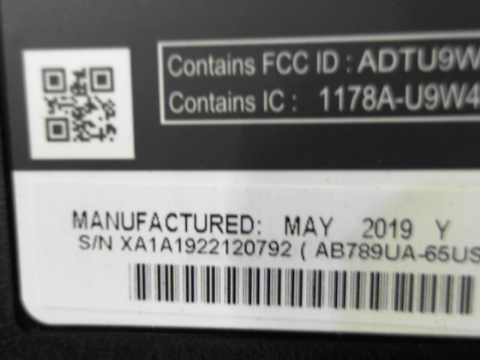 Contains FCC ID : ADTU9W
Contains IC : 1178A-U9W4
MANUFACTURED: MAY 2019 Y
S/N XA1A1922120792 ( AB789UA-65US